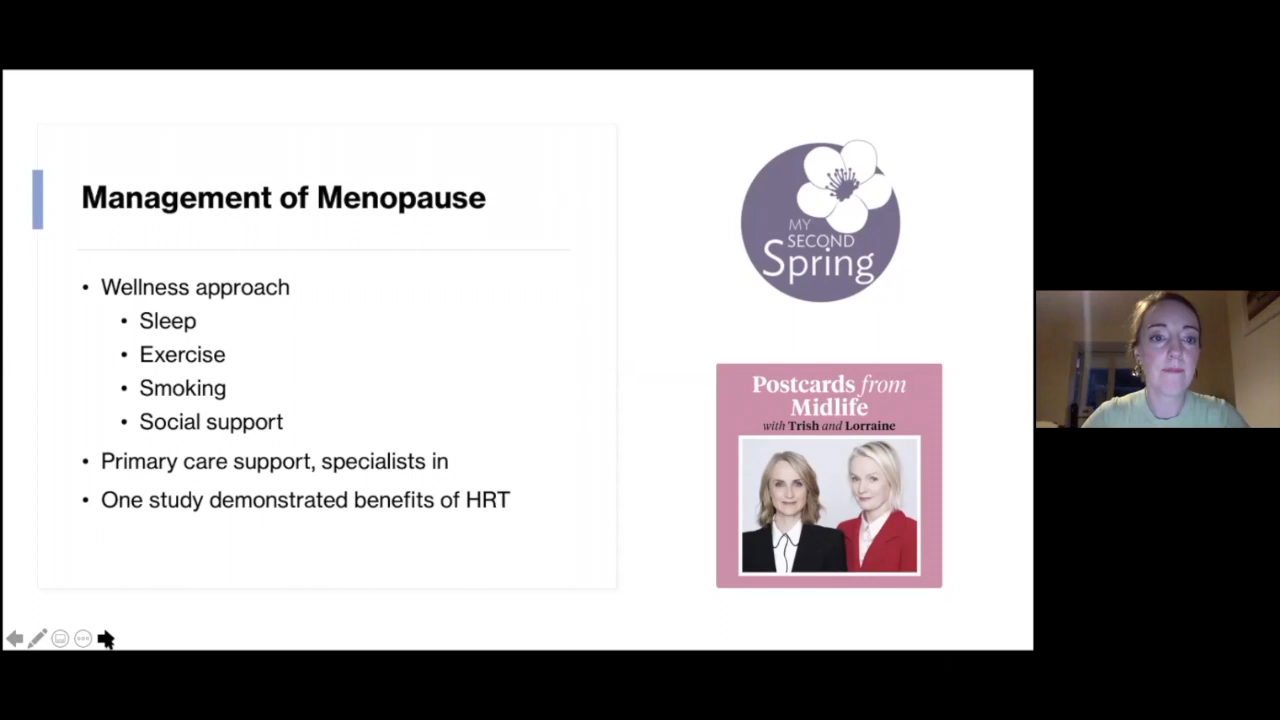 Management of Menopause
Wellness approach
Sleep
Exercise
Smoking
Social support
Primary care support, specialists in
One study demonstrated benefits of HRT
MY
SECOND
Spring
Postcards from
Midlife
with Trish and Lorraine